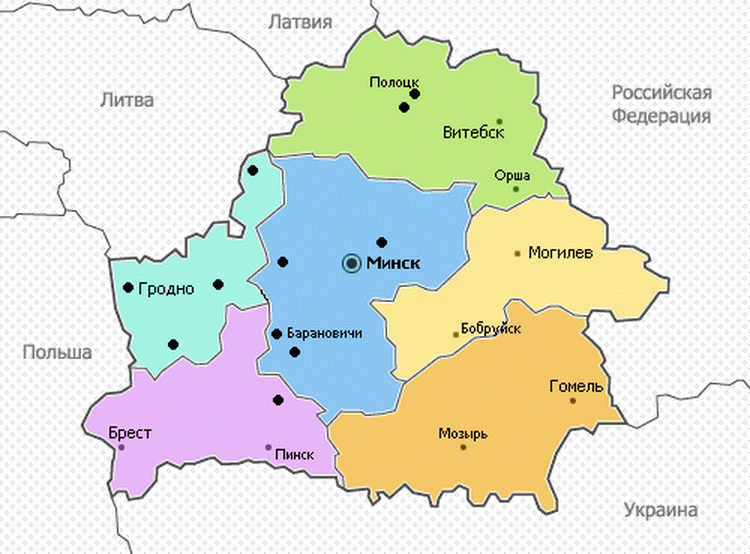 Латвия
Литва
Полоцк
Российская
Федерация
Витебск
Орша
Могилев
Минск
Гродно
Бобруйск
Барановичи
Польша
Гомель
Брест
Мозырь
Пинск
Украина